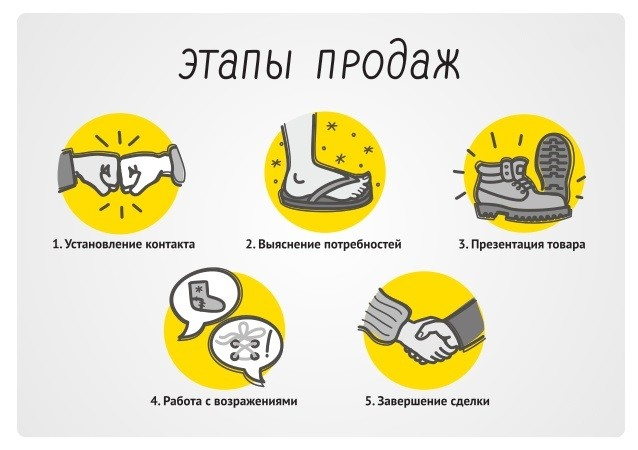 этапы продаж
1. Установление контакта
2. Выяснение потребностей
3. Презентация товара
4. Работа с возражениями
5. Завершение сделки